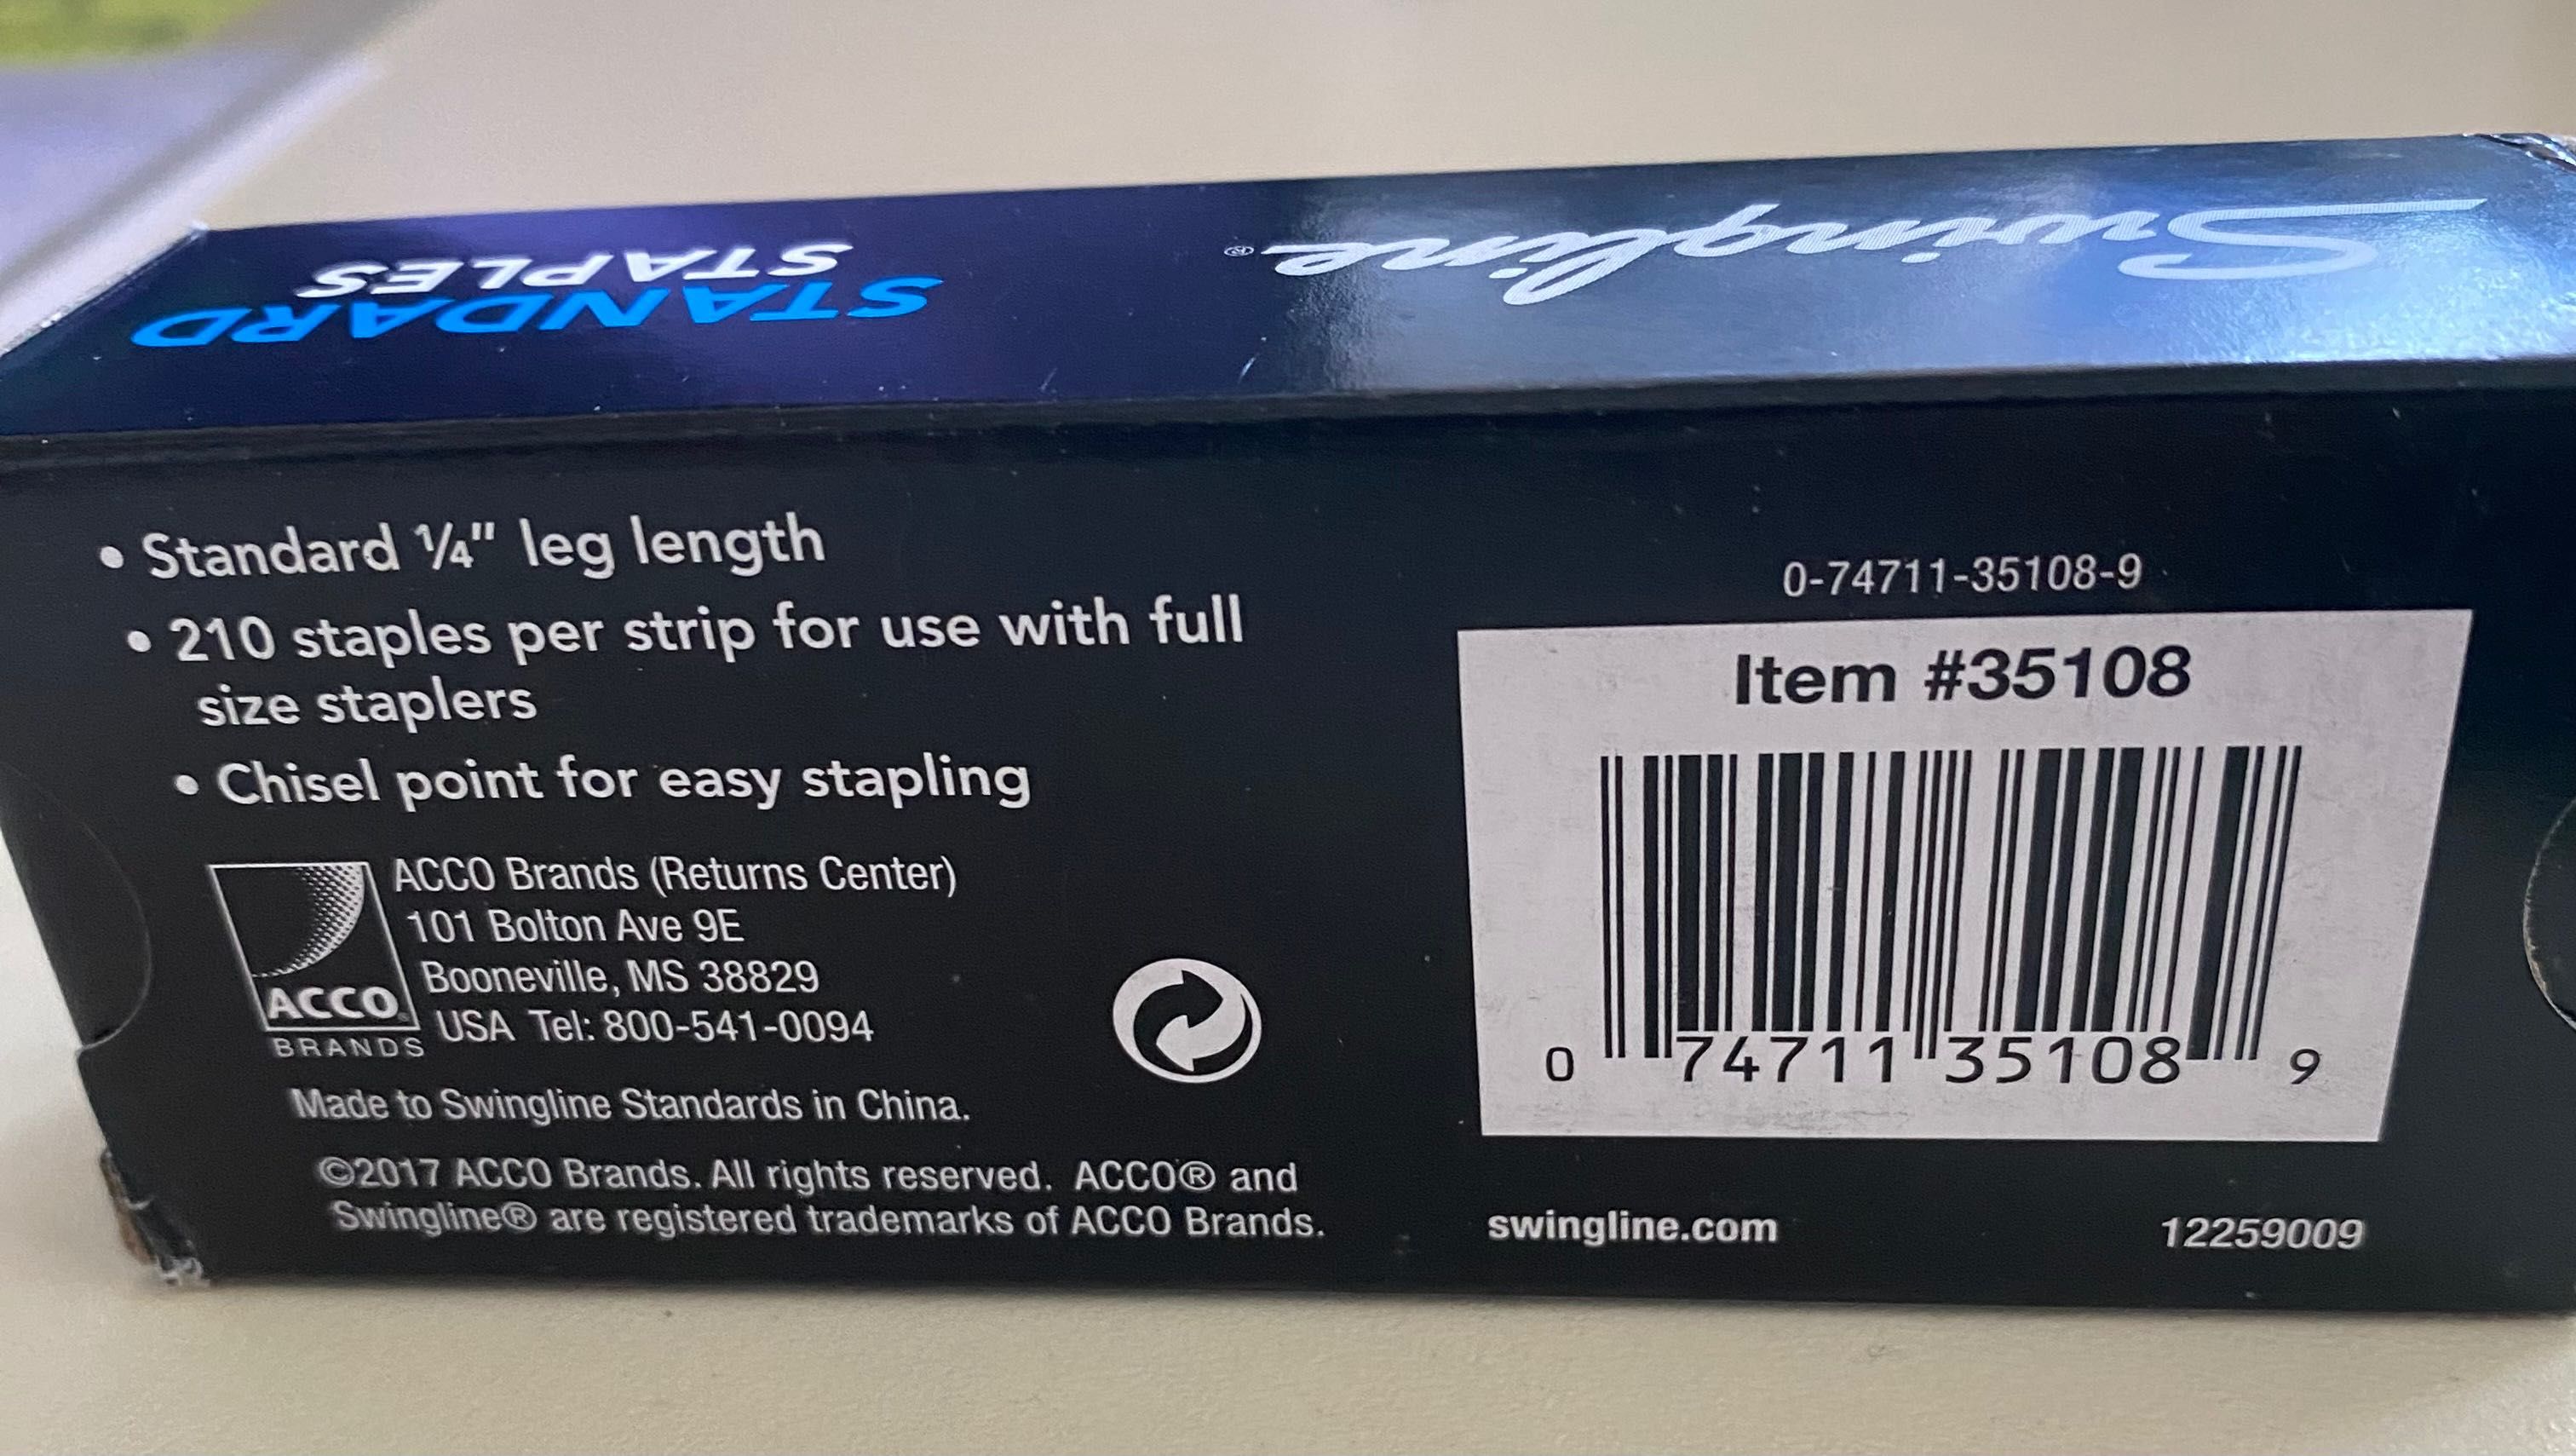 Swingline®
STANDARD
STAPLES
• Standard ¼" leg length
• 210 staples per strip for use with full
size staplers
• Chisel point for easy stapling
ACCO®
BRANDS
ACCO Brands (Returns Center)
101 Bolton Ave 9E
Booneville, MS 38829
USA Tel: 800-541-0094
Made to Swingline Standards in China.
©2017 ACCO Brands. All rights reserved. ACCO® and
Swingline® are registered trademarks of ACCO Brands.
0-74711-35108-9
Item #35108
0 74711 35108 9
swingline.com
12259009